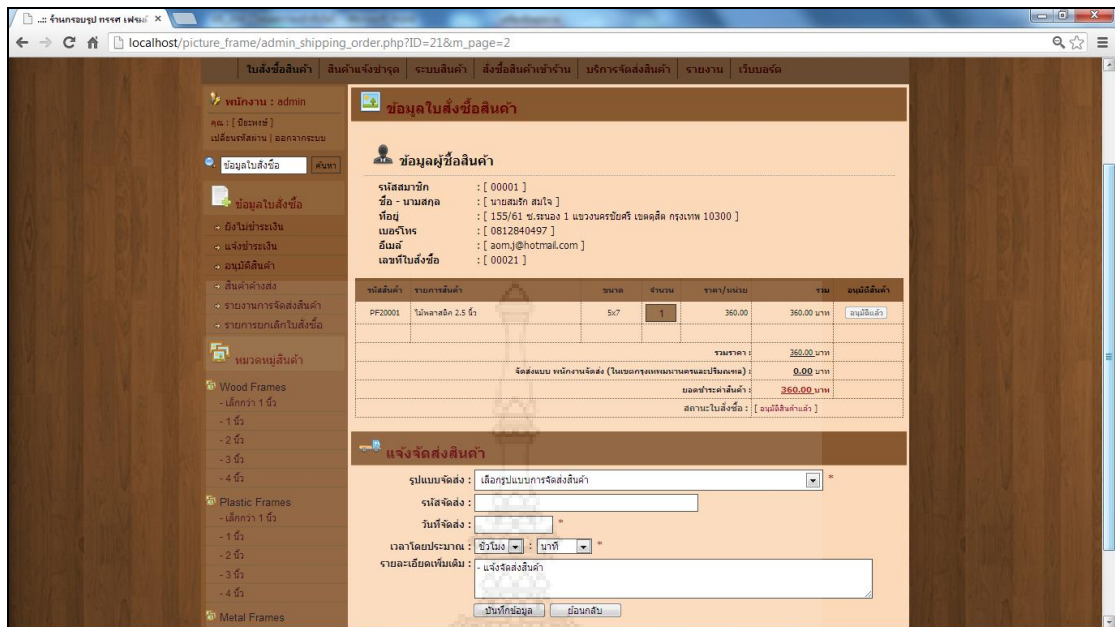 ..: ร้านกรอบรูป ทรรศ เฟรม
localhost/picture_frame/admin_shipping_order.php?ID=21&m_page=2
ใบสั่งซื้อสินค้า สินค้าแจ้งชำรุด ระบบสินค้า สั่งซื้อสินค้าเข้าร้าน บริการจัดส่งสินค้า รายงาน เว็บบอร์ด
พนักงาน : admin
คุณ : [ ปิยะพงษ์ ]
เปลี่ยนรหัสผ่าน | ออกจากระบบ
ข้อมูลใบสั่งซื้อ ค้นหา
ข้อมูลใบสั่งซื้อ
ยังไม่ชำระเงิน
แจ้งชำระเงิน
อนุมัติสินค้า
สินค้าค้างส่ง
รายงานการจัดส่งสินค้า
รายการยกเลิกใบสั่งซื้อ
หมวดหมู่สินค้า
Wood Frames
- เล็กกว่า 1 นิ้ว
- 1 นิ้ว
- 2 นิ้ว
- 3 นิ้ว
- 4 นิ้ว
Plastic Frames
- เล็กกว่า 1 นิ้ว
- 1 นิ้ว
- 2 นิ้ว
- 3 นิ้ว
- 4 นิ้ว
Metal Frames
ข้อมูลใบสั่งซื้อสินค้า
ข้อมูลผู้ซื้อสินค้า
รหัสสมาชิก : [ 00001 ]
ชื่อ - นามสกุล : [ นายสมรัก สมใจ ]
ที่อยู่ : [ 155/61 ซ.ระนอง 1 แขวงนครชัยศรี เขตดุสิต กรุงเทพ 10300 ]
เบอร์โทร : [ 0812840497 ]
อีเมล์ : [ aom.j@hotmail.com ]
เลขที่ใบสั่งซื้อ : [ 00021 ]
รหัสสินค้า รายการสินค้า ขนาด จำนวน ราคา/หน่วย รวม อนุมัติสินค้า
PF20001 ไม้พลาสติก 2.5 นิ้ว 5x7 1 360.00 360.00 บาท อนุมัติแล้ว
รวมราคา : 360.00 บาท
จัดส่งแบบ พนักงานจัดส่ง (ในเขตกรุงเทพมหานครและปริมณฑล) : 0.00 บาท
ยอดชำระค่าสินค้า : 360.00 บาท
สถานะใบสั่งซื้อ : [ อนุมัติสินค้าแล้ว ]
แจ้งจัดส่งสินค้า
รูปแบบจัดส่ง : เลือกรูปแบบการจัดส่งสินค้า *
รหัสจัดส่ง :
วันที่จัดส่ง : *
เวลาโดยประมาณ : ชั่วโมง : นาที *
รายละเอียดเพิ่มเติม : - แจ้งจัดส่งสินค้า
บันทึกข้อมูล ย้อนกลับ